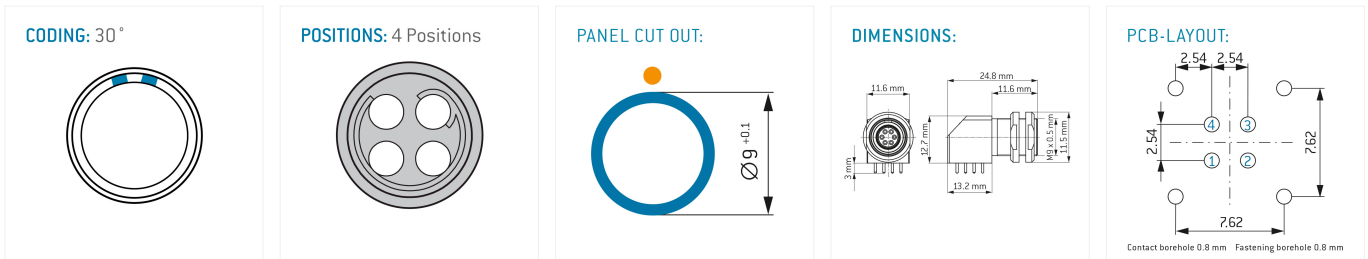 CODING: 30°
POSITIONS: 4 Positions
PANEL CUT OUT:
Ø 9 +0.1
DIMENSIONS:
24.8 mm
11.6 mm
11.6 mm
12.7 mm
3 mm
M9 x 0.5 mm
11.5 mm
13.2 mm
PCB-LAYOUT:
2.54 2.54
4 3
2.54
1 2
7.62
7.62
Contact borehole 0.8 mm Fastening borehole 0.8 mm